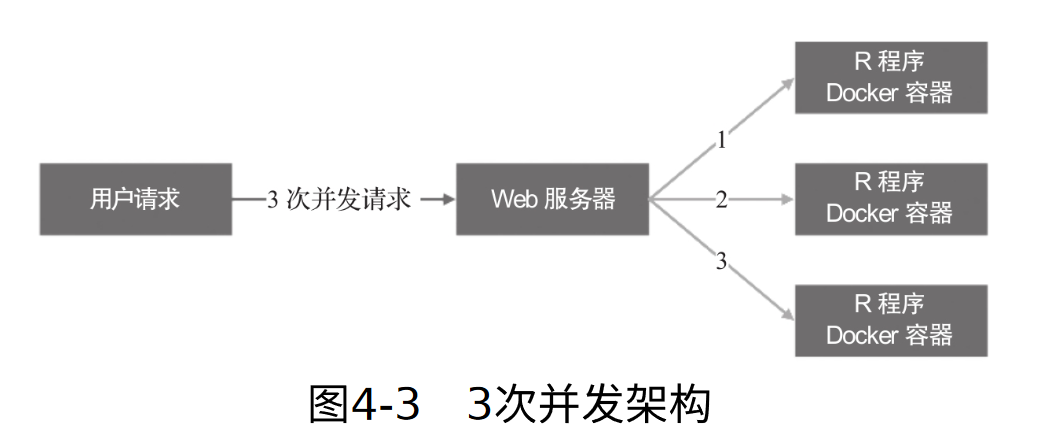 R 程序
Docker 容器
1
用户请求
3 次并发请求
Web 服务器
2
R 程序
Docker 容器
3
R 程序
Docker 容器
图4-3 3次并发架构